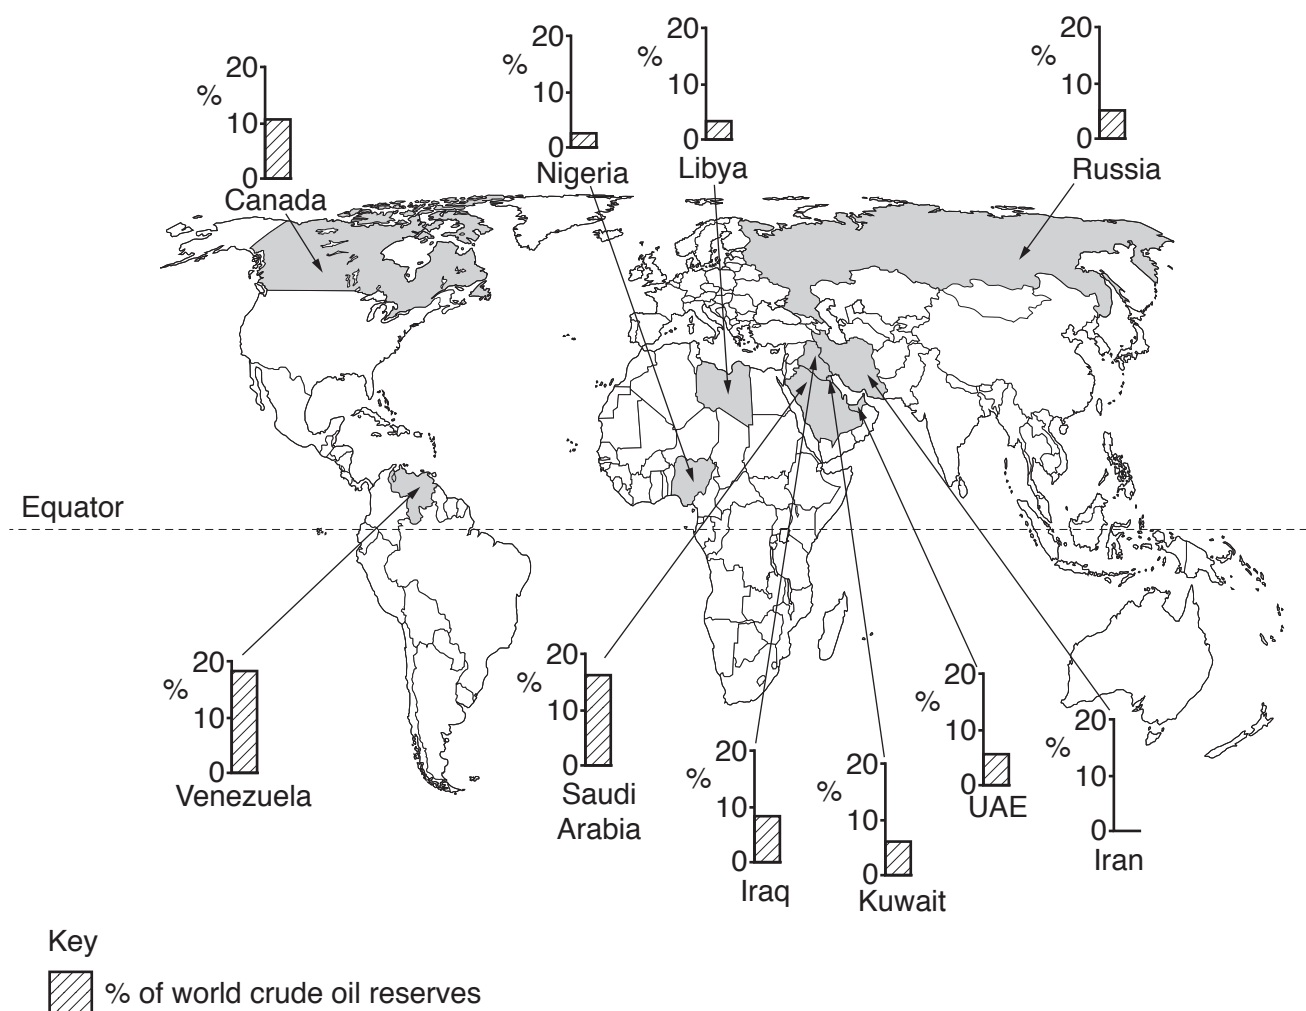 20
%
10
0
Canada
20
%
10
0
Nigeria
20
%
10
0
Libya
20
%
10
0
Russia
Equator
20
%
10
0
Venezuela
20
%
10
0
Saudi
Arabia
20
%
10
0
Iraq
20
%
10
0
Kuwait
20
%
10
0
UAE
20
%
10
0
Iran
Key
% of world crude oil reserves